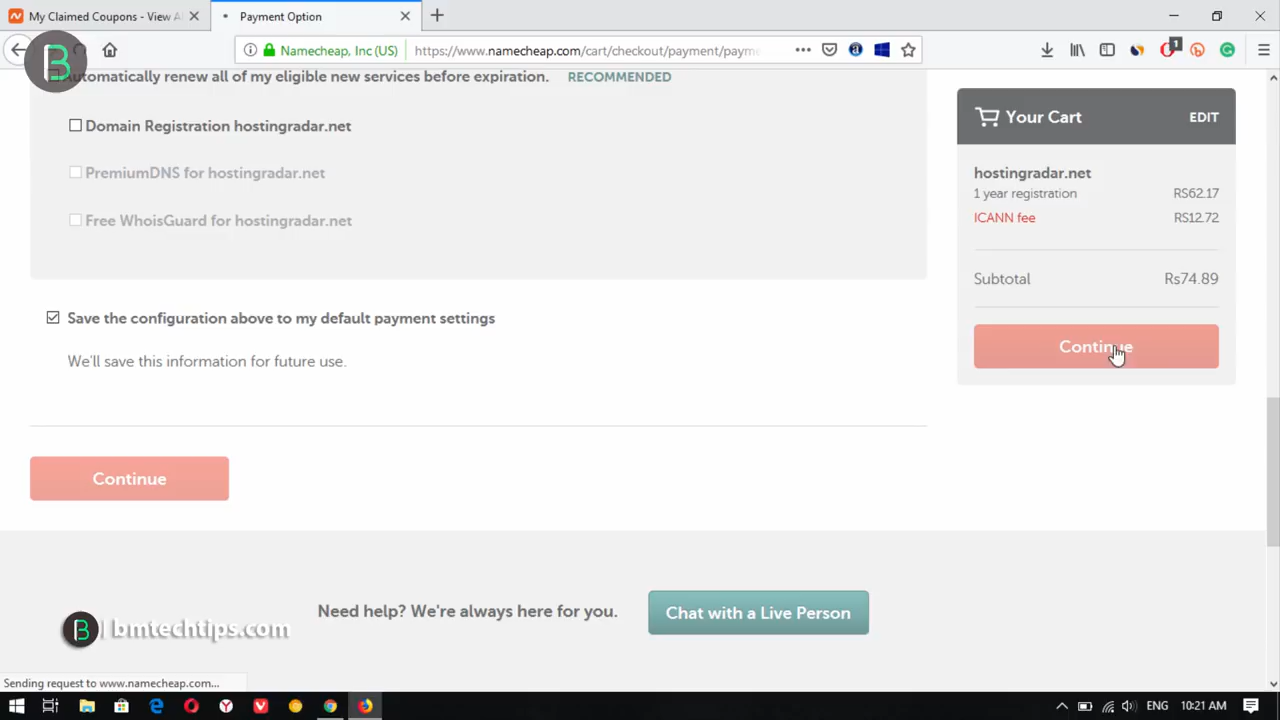 My Claimed Coupons - View A
Payment Option
Namecheap, Inc (US)
https://www.namecheap.com/cart/checkout/payment/paym
1
Automatically renew all of my eligible new services before expiration. RECOMMENDED
Domain Registration hostingradar.net
PremiumDNS for hostingradar.net
Free WhoisGuard for hostingradar.net
Save the configuration above to my default payment settings
We'll save this information for future use.
Continue
Your Cart
EDIT
hostingradar.net
1 year registration RS62.17
ICANN fee RS12.72
Subtotal Rs74.89
Continue
Need help? We're always here for you.
Chat with a Live Person
B | bmtechtips.com
Sending request to www.namecheap.com...
ENG 10:21 AM